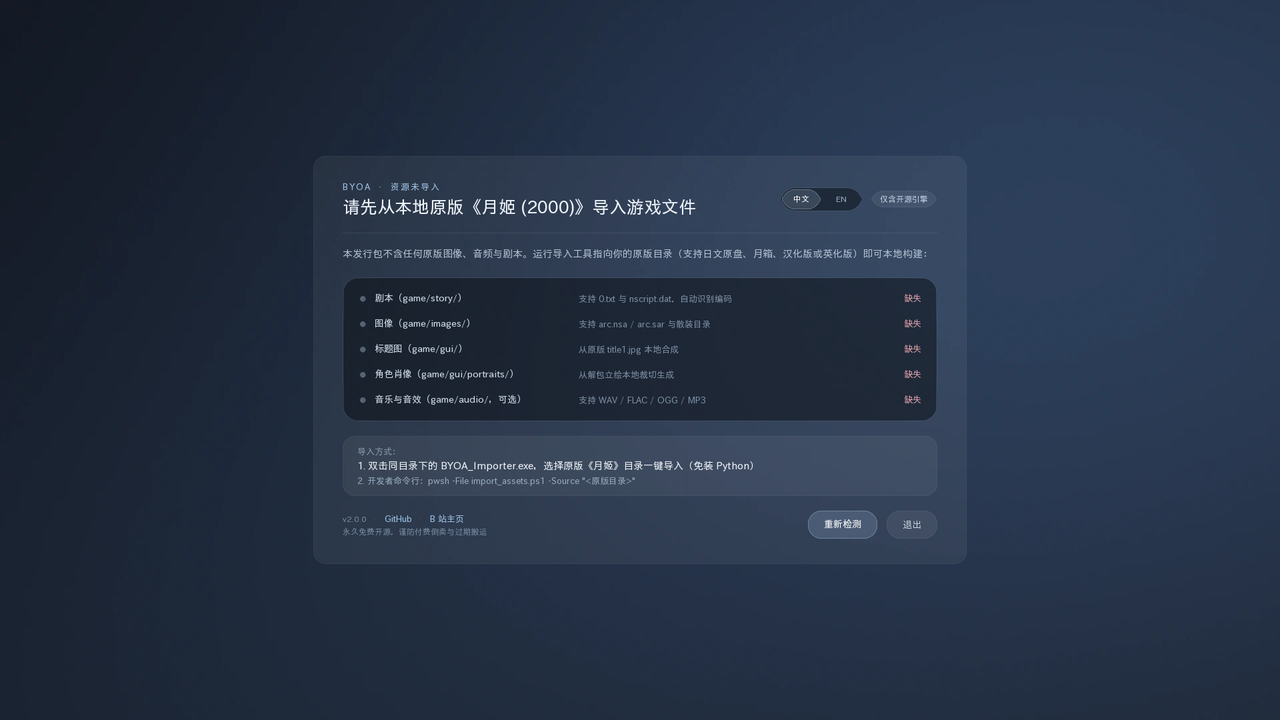 BYOA · 资源未导入
请先从本地原版《月姬 (2000)》导入游戏文件
中文 EN 仅含开源引擎
本发行包不含任何原版图像、音频与剧本。运行导入工具指向你的原版目录（支持日文原盘、月箱、汉化版或英化版）即可本地构建：
剧本（game/story/） 支持 0.txt 与 nscript.dat，自动识别编码 缺失
图像（game/images/） 支持 arc.nsa / arc.sar 与散装目录 缺失
标题图（game/gui/） 从原版 title1.jpg 本地合成 缺失
角色肖像（game/gui/portraits/） 从解包立绘本地裁切生成 缺失
音乐与音效（game/audio/，可选） 支持 WAV / FLAC / OGG / MP3 缺失
导入方式：
1. 双击同目录下的 BYOA_Importer.exe，选择原版《月姬》目录一键导入（免装 Python）
2. 开发者命令行：pwsh -File import_assets.ps1 -Source "<原版目录>"
v2.0.0 GitHub B 站主页
永久免费开源，谨防付费倒卖与过期搬运
重新检测 退出